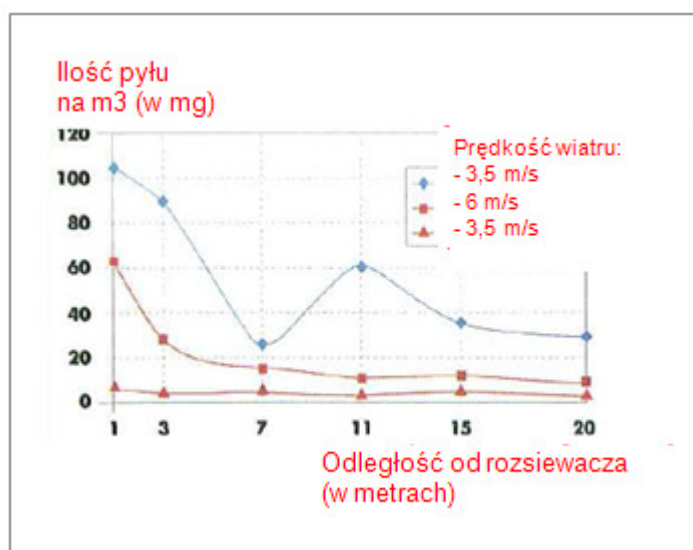 Ilość pyłu
na m3 (w mg)
120
100
80
60
40
20
0
Prędkość wiatru:
- 3,5 m/s
- 6 m/s
- 3,5 m/s
1 3 7 11 15 20
Odległość od rozsiewacza
(w metrach)